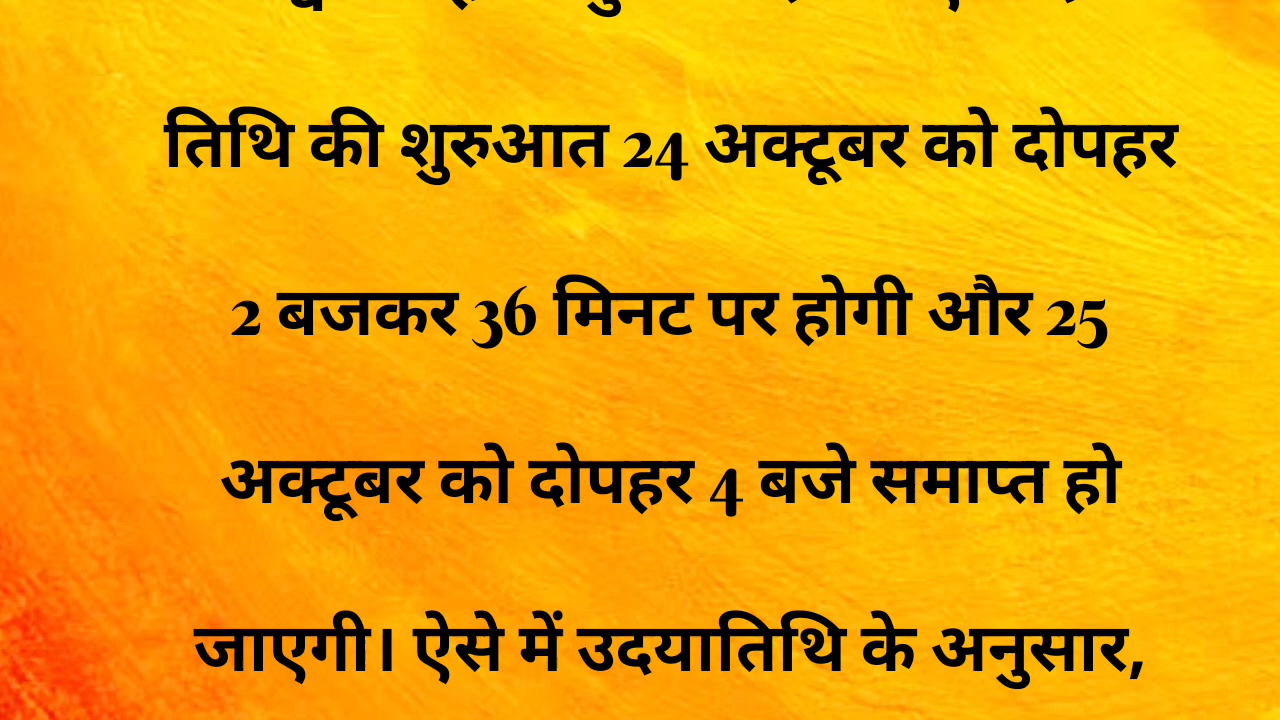 तिथि की शुरुआत 24 अक्टूबर को दोपहर
2 बजकर 36 मिनट पर होगी और 25
अक्टूबर को दोपहर 4 बजे समाप्त हो
जाएगी। ऐसे में उदयातिथि के अनुसार,